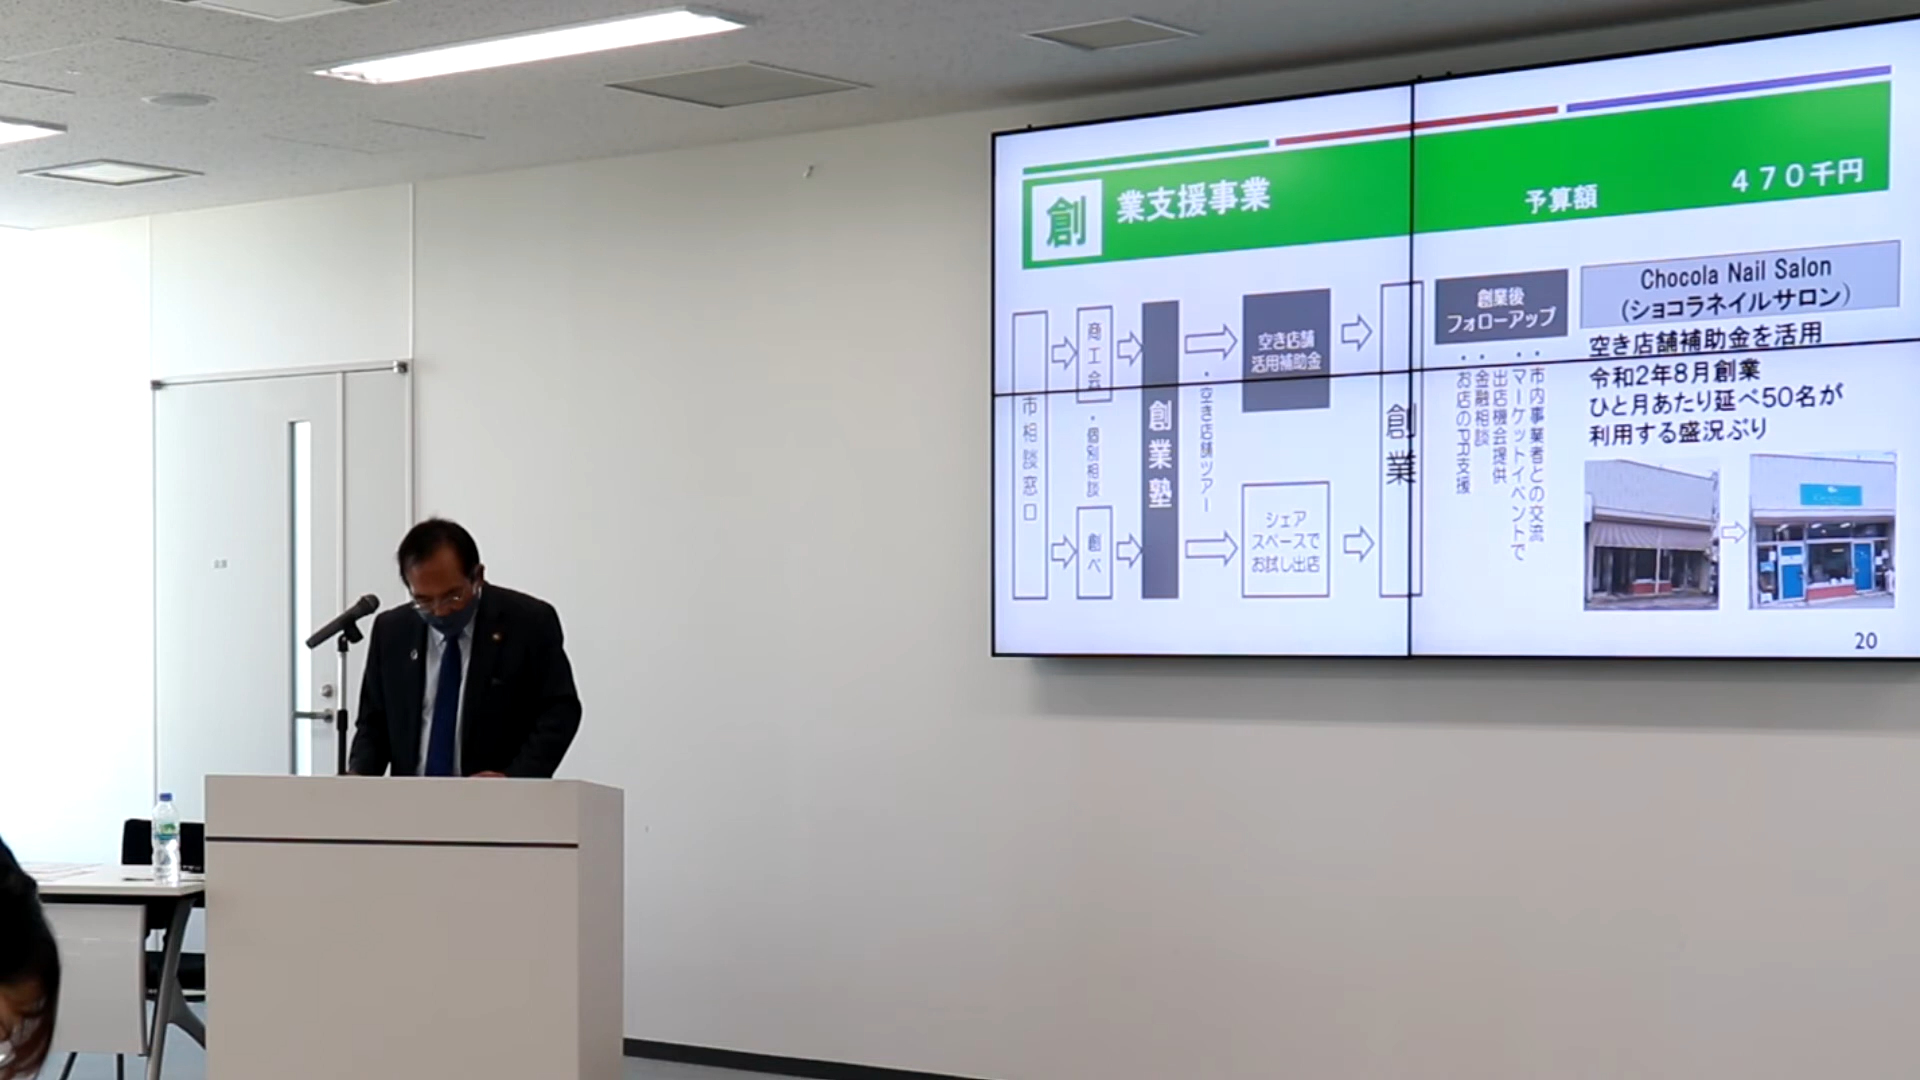 創業支援事業
予算額
４７０千円
市相談窓口
商工会
・個別相談
創べ
創業塾
・空き店舗ツアー
空き店舗
活用補助金
シェア
スペースで
お試し出店
創業
創業後
フォローアップ
・市内事業者との交流
・マーケットイベントで
出店機会提供
・金融相談
・お店のPR支援
Chocola Nail Salon
（ショコラネイルサロン）
空き店舗補助金を活用
令和2年8月創業
ひと月あたり延べ50名が
利用する盛況ぶり
20